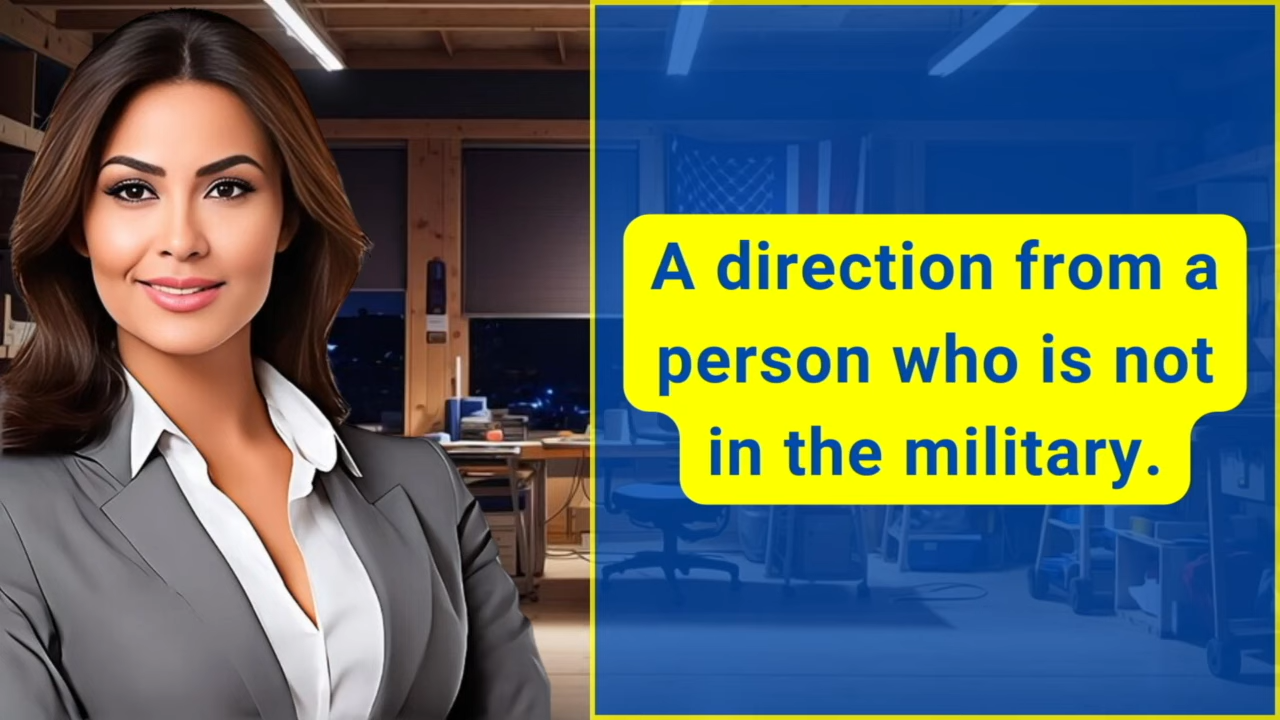 A direction from a
person who is not
in the military.